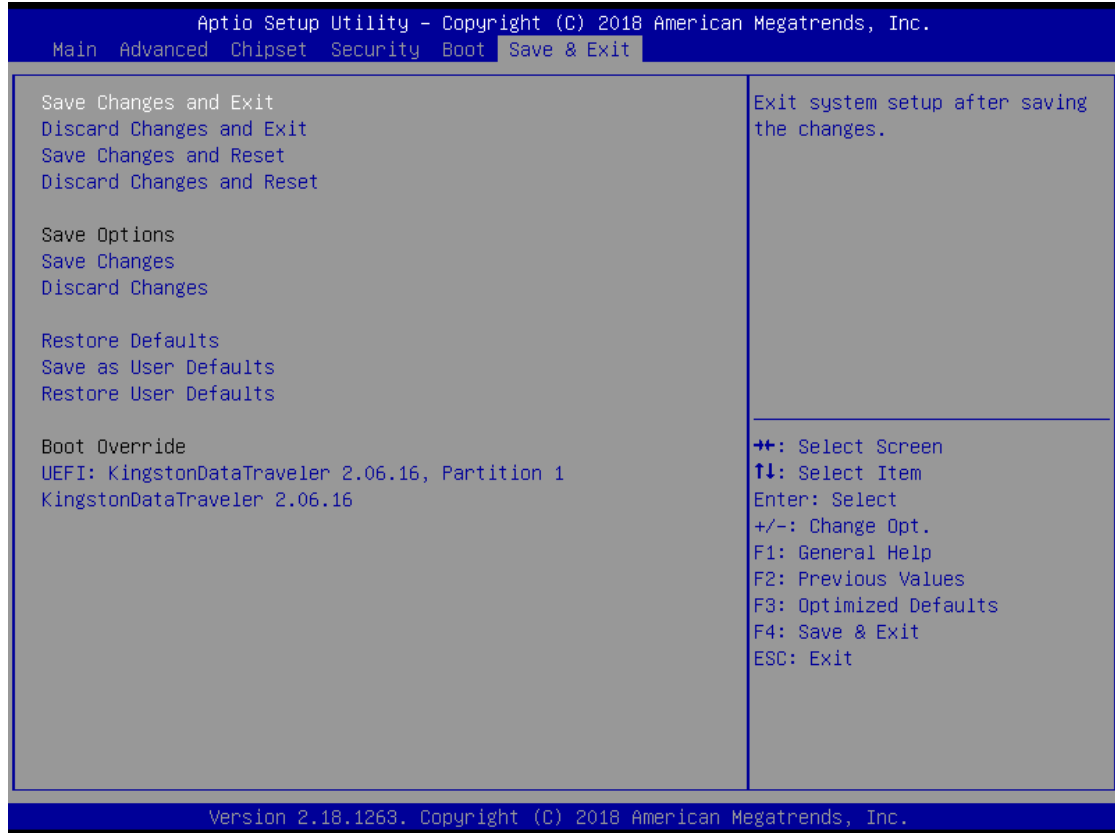 Aptio Setup Utility – Copyright (C) 2018 American Megatrends, Inc.
Main Advanced Chipset Security Boot Save & Exit
Save Changes and Exit
Discard Changes and Exit
Save Changes and Reset
Discard Changes and Reset
Save Options
Save Changes
Discard Changes
Restore Defaults
Save as User Defaults
Restore User Defaults
Boot Override
UEFI: KingstonDataTraveler 2.06.16, Partition 1
KingstonDataTraveler 2.06.16
Exit system setup after saving
the changes.
→←: Select Screen
↑↓: Select Item
Enter: Select
+/-: Change Opt.
F1: General Help
F2: Previous Values
F3: Optimized Defaults
F4: Save & Exit
ESC: Exit
Version 2.18.1263. Copyright (C) 2018 American Megatrends, Inc.